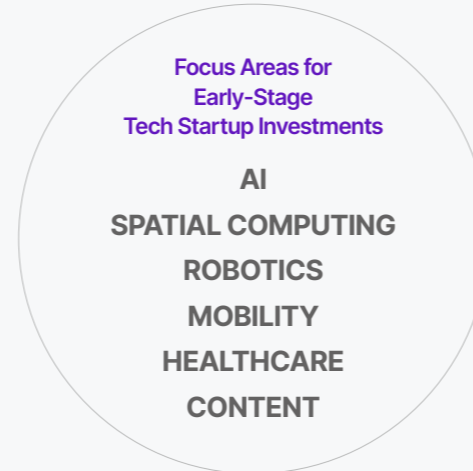 Focus Areas for
Early-Stage
Tech Startup Investments
AI
SPATIAL COMPUTING
ROBOTICS
MOBILITY
HEALTHCARE
CONTENT